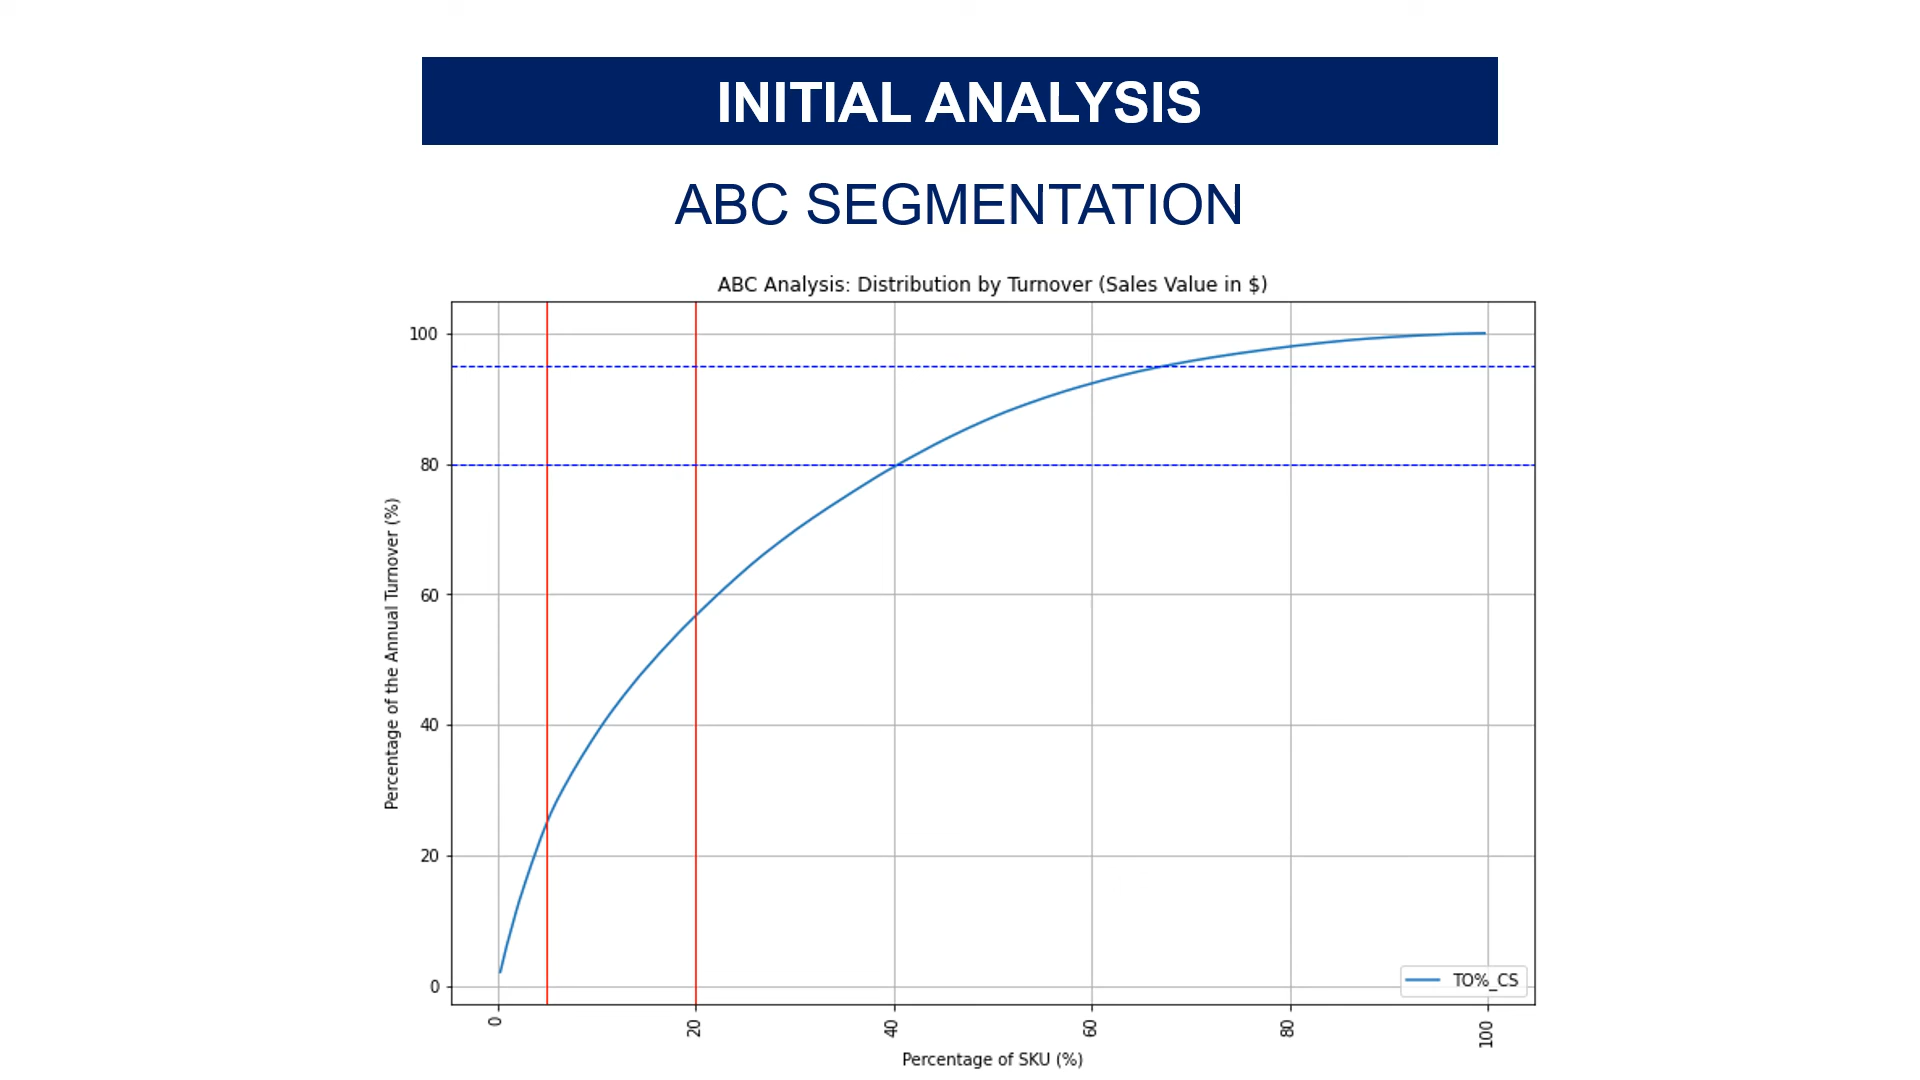 INITIAL ANALYSIS
ABC SEGMENTATION
ABC Analysis: Distribution by Turnover (Sales Value in $)
Percentage of the Annual Turnover (%)
100
80
60
40
20
0
TO%_CS
0 20 40 60 80 100
Percentage of SKU (%)